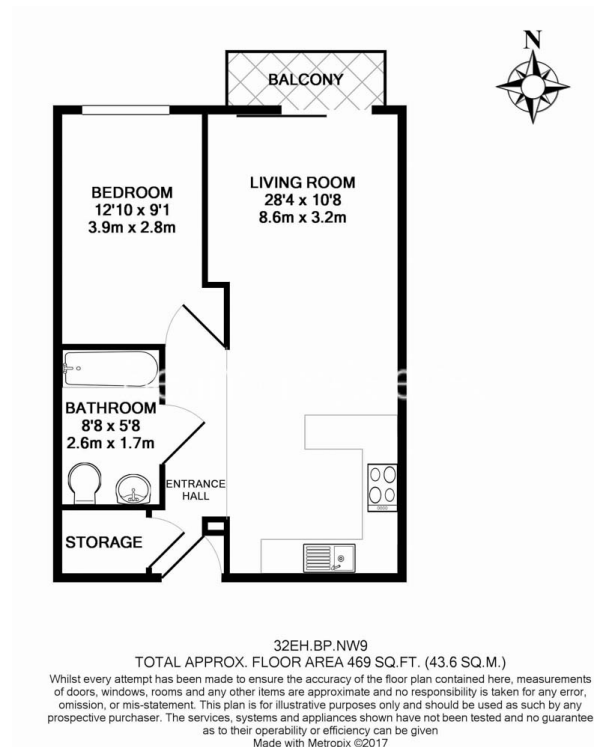 N
BALCONY
BEDROOM
12'10 x 9'1
3.9m x 2.8m
LIVING ROOM
28'4 x 10'8
8.6m x 3.2m
BATHROOM
8'8 x 5'8
2.6m x 1.7m
ENTRANCE
HALL
STORAGE
32EH.BP.NW9
TOTAL APPROX. FLOOR AREA 469 SQ.FT. (43.6 SQ.M.)
Whilst every attempt has been made to ensure the accuracy of the floor plan contained here, measurements
of doors, windows, rooms and any other items are approximate and no responsibility is taken for any error,
omission, or mis-statement. This plan is for illustrative purposes only and should be used as such by any
prospective purchaser. The services, systems and appliances shown have not been tested and no guarantee
as to their operability or efficiency can be given
Made with Metropix ©2017